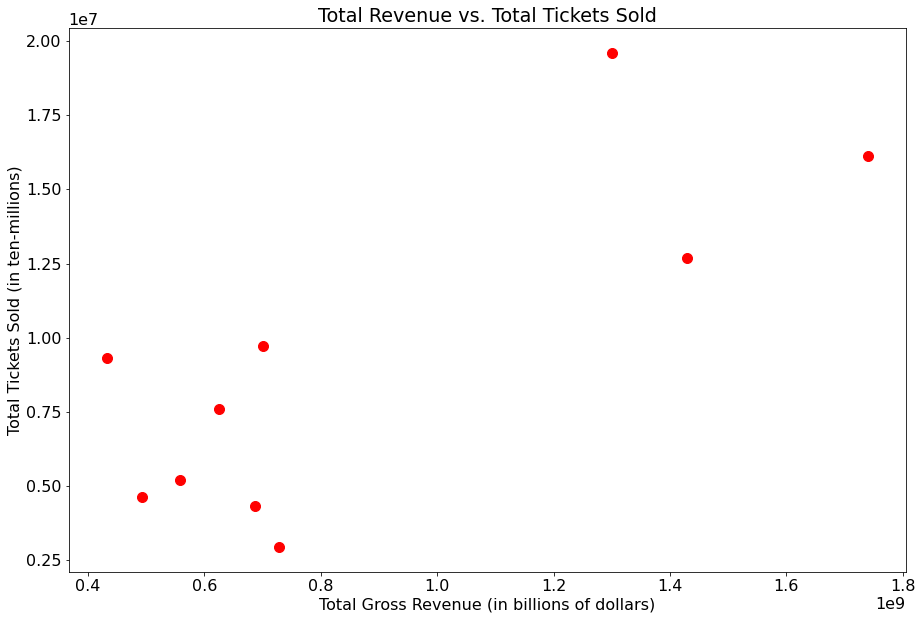 Total Revenue vs. Total Tickets Sold
1e7
2.00
1.75
1.50
1.25
1.00
0.75
0.50
0.25
Total Tickets Sold (in ten-millions)
0.4 0.6 0.8 1.0 1.2 1.4 1.6 1.8
1e9
Total Gross Revenue (in billions of dollars)